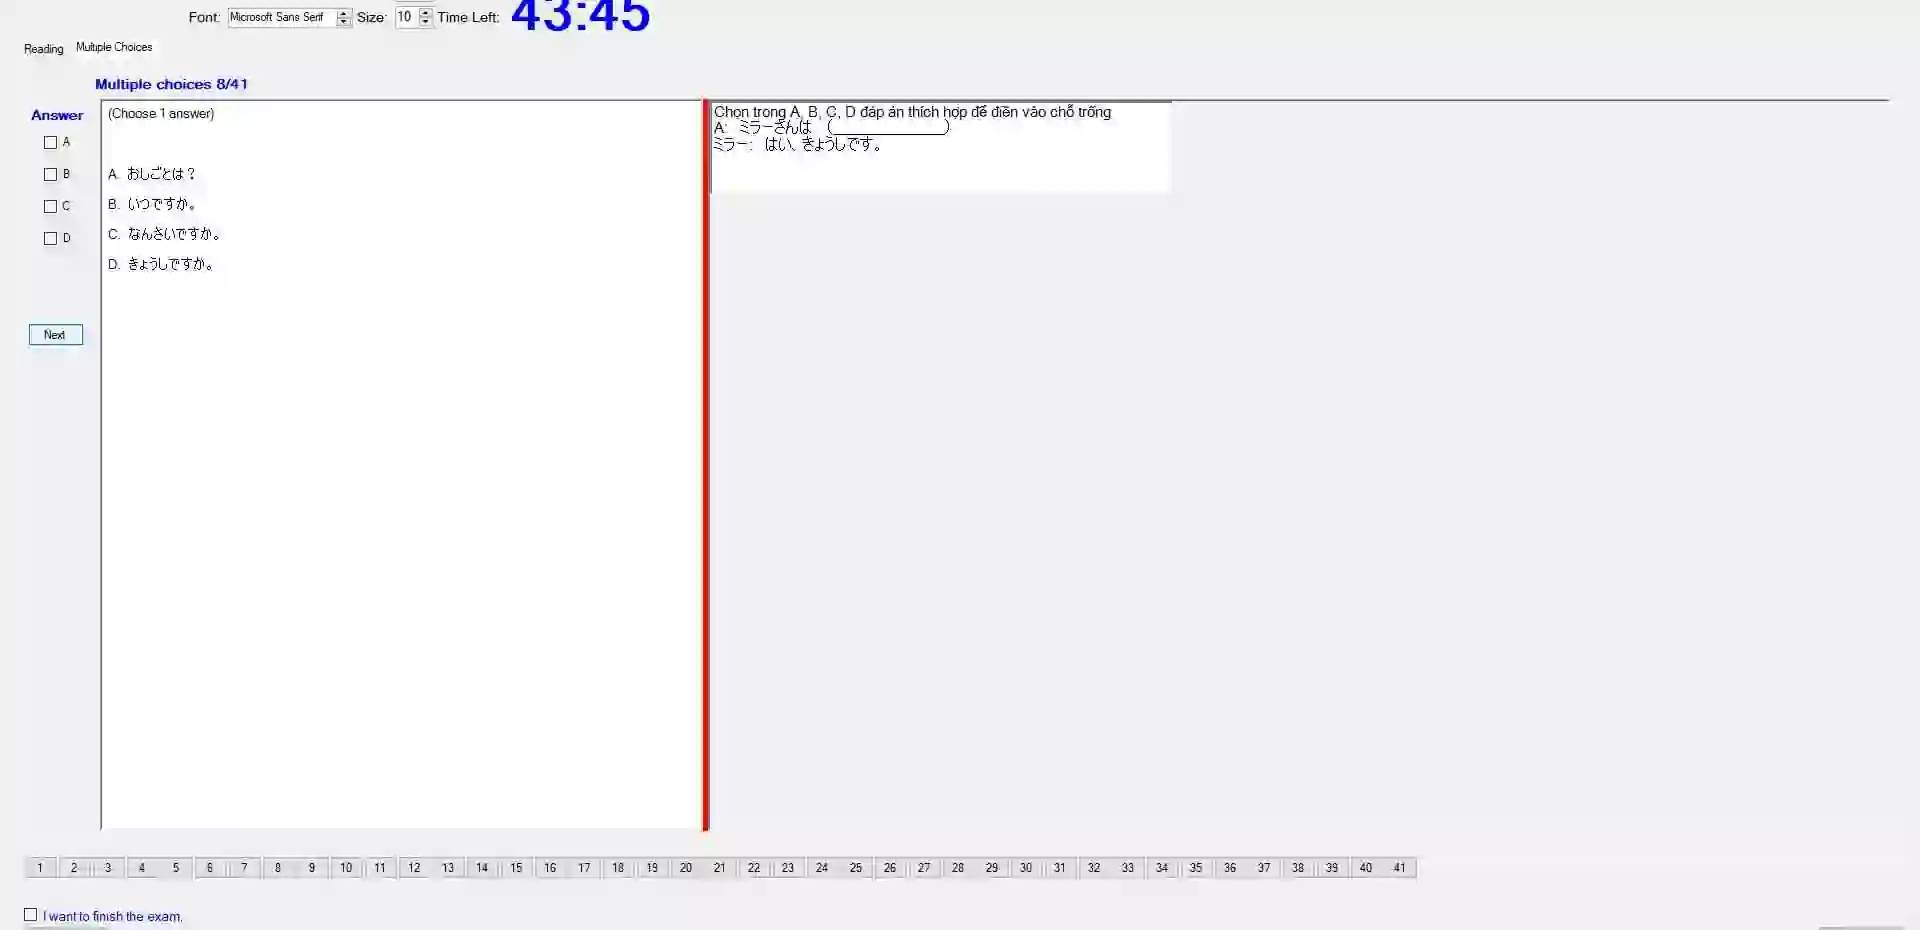 Font: Microsoft Sans Serif Size: 10 Time Left: 43:45
Reading Multiple Choices
Multiple choices 8/41
Answer
A
B
C
D
Next
(Choose 1 answer)
A. おしごとは？
B. いつですか。
C. なんさいですか。
D. きょうしですか。
Chọn trong A, B, C, D đáp án thích hợp để điền vào chỗ trống
A: ミラーさんは ( )
ミラー: はい、きょうしです。
1 2 3 4 5 6 7 8 9 10 11 12 13 14 15 16 17 18 19 20 21 22 23 24 25 26 27 28 29 30 31 32 33 34 35 36 37 38 39 40 41
I want to finish the exam.